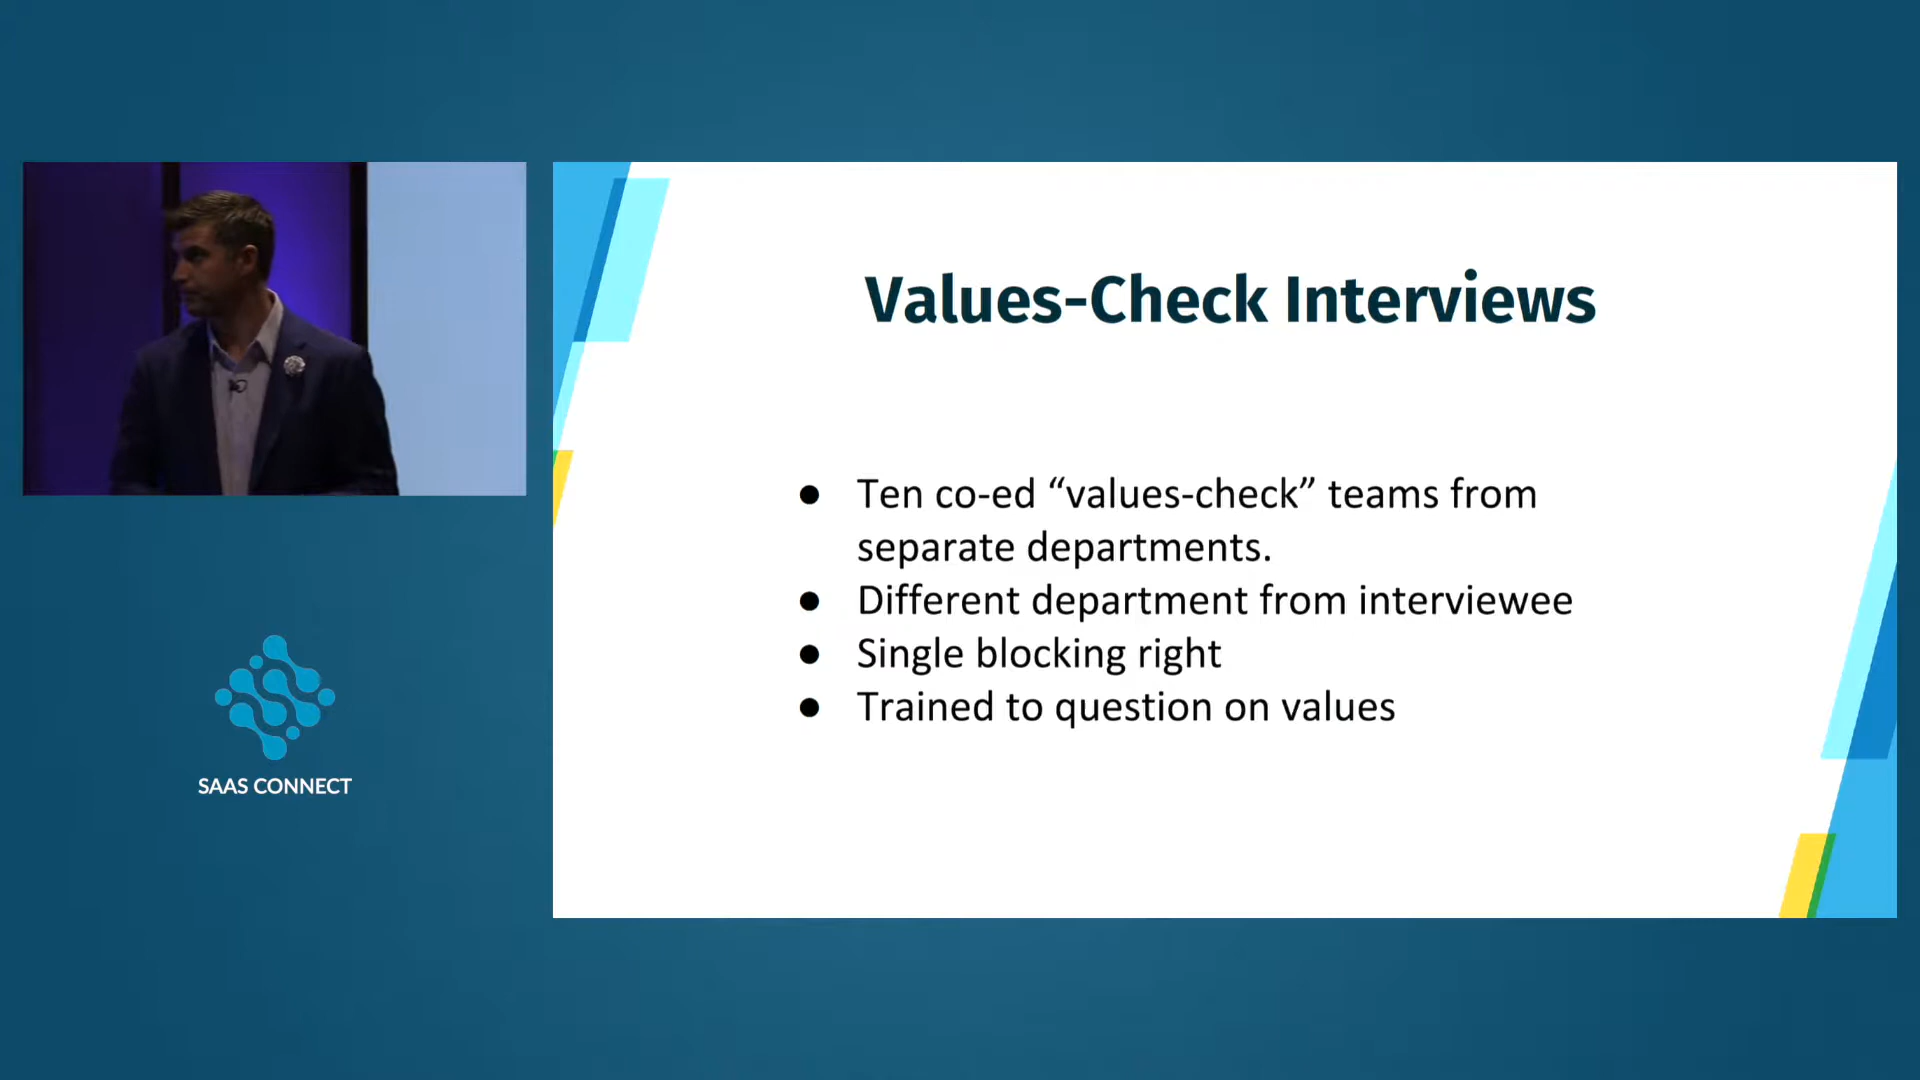 Values-Check Interviews
● Ten co-ed “values-check” teams from
separate departments.
● Different department from interviewee
● Single blocking right
● Trained to question on values
SAAS CONNECT